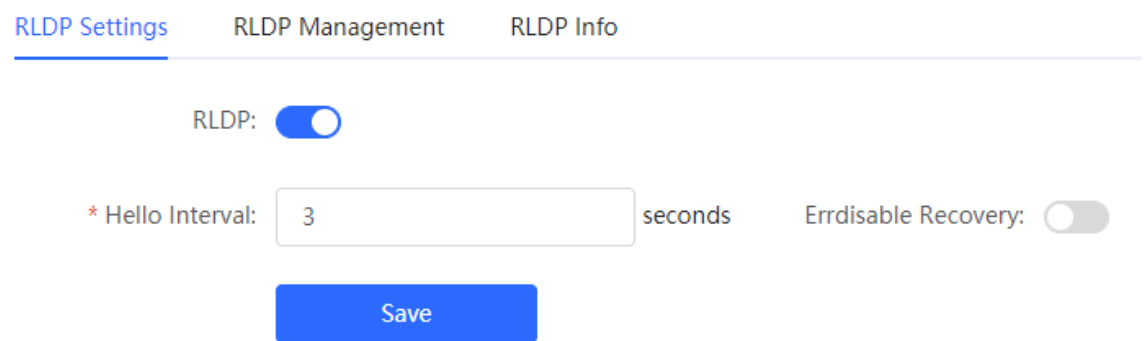 RLDP Settings RLDP Management RLDP Info
RLDP:
* Hello Interval: 3 seconds Errdisable Recovery:
Save